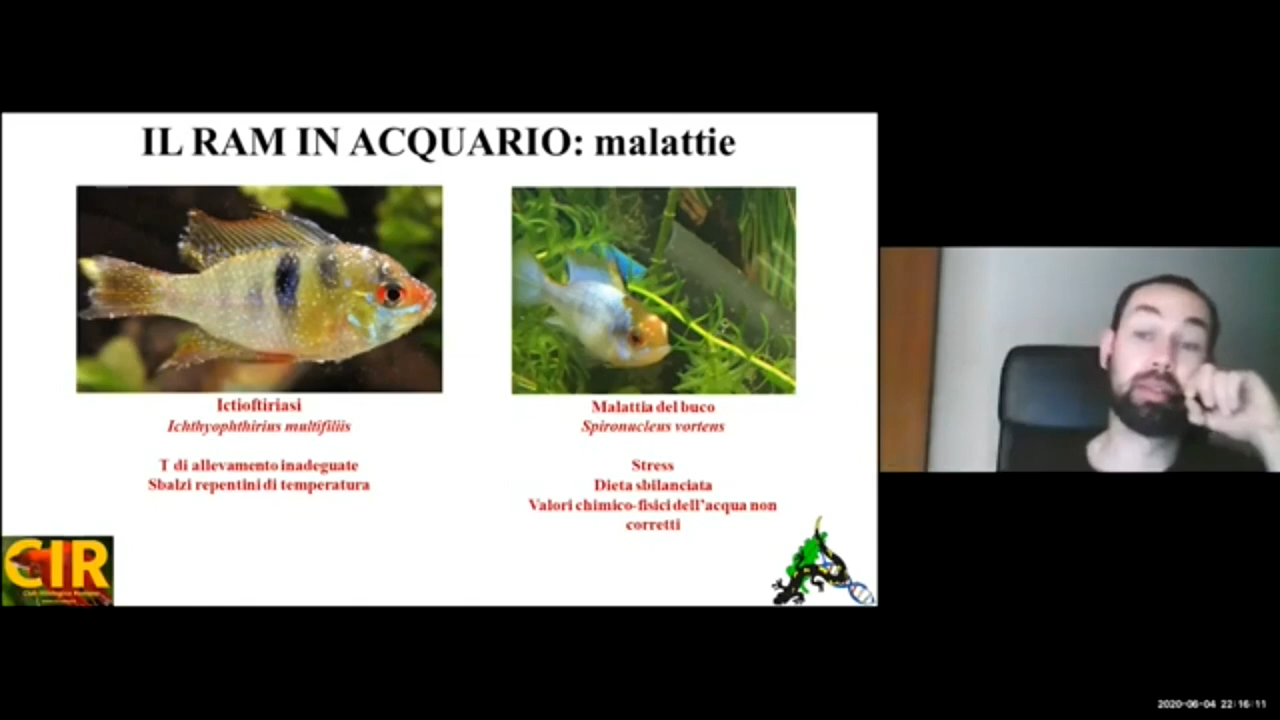 IL RAM IN ACQUARIO: malattie
Ictioftiriasi
Ichthyophthirius multifiliis
T di allevamento inadeguate
Sbalzi repentini di temperatura
Malattia del buco
Spironucleus vortens
Stress
Dieta sbilanciata
Valori chimico-fisici dell'acqua non
corretti
CIR
2020-06-04 22:16:11